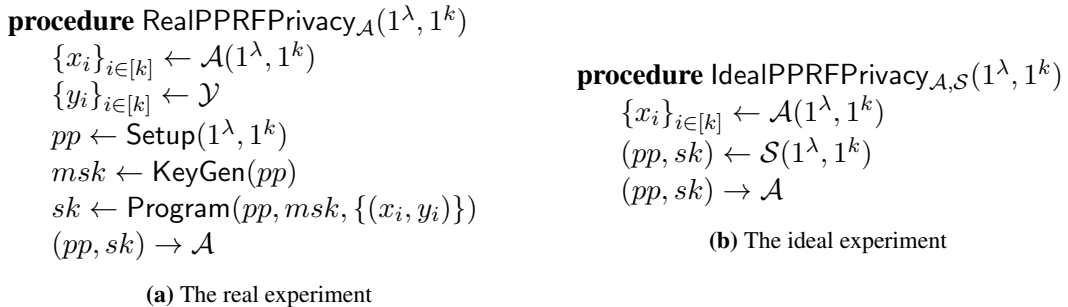 procedure RealPPRFPrivacy_𝒜(1^λ, 1^k)
{x_i}_{i∈[k]} ← 𝒜(1^λ, 1^k)
{y_i}_{i∈[k]} ← 𝒴
pp ← Setup(1^λ, 1^k)
msk ← KeyGen(pp)
sk ← Program(pp, msk, {(x_i, y_i)})
(pp, sk) → 𝒜
(a) The real experiment
procedure IdealPPRFPrivacy_{𝒜,𝒮}(1^λ, 1^k)
{x_i}_{i∈[k]} ← 𝒜(1^λ, 1^k)
(pp, sk) ← 𝒮(1^λ, 1^k)
(pp, sk) → 𝒜
(b) The ideal experiment